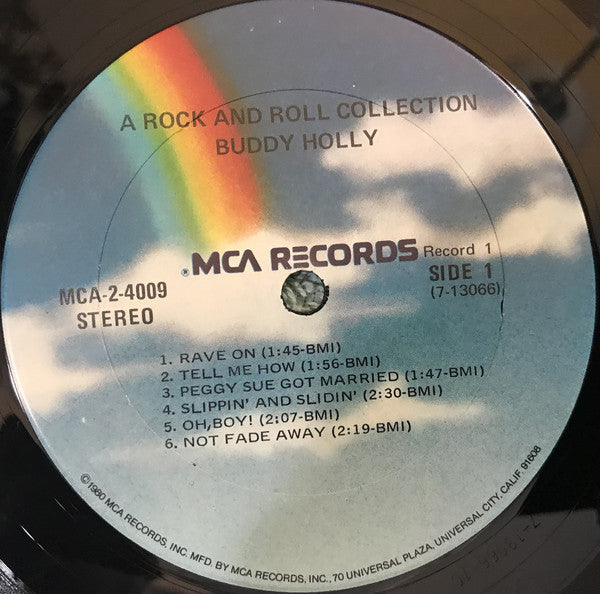 A ROCK AND ROLL COLLECTION
BUDDY HOLLY
®MCA RECORDS
Record 1
SIDE 1
(7-13066)
MCA-2-4009
STEREO
1. RAVE ON (1:45-BMI)
2. TELL ME HOW (1:56-BMI)
3. PEGGY SUE GOT MARRIED (1:47-BMI)
4. SLIPPIN' AND SLIDIN' (2:30-BMI)
5. OH,BOY! (2:07-BMI)
6. NOT FADE AWAY (2:19-BMI)
©1980 MCA RECORDS, INC. MFD. BY MCA RECORDS, INC., 70 UNIVERSAL PLAZA, UNIVERSAL CITY, CALIF. 91608